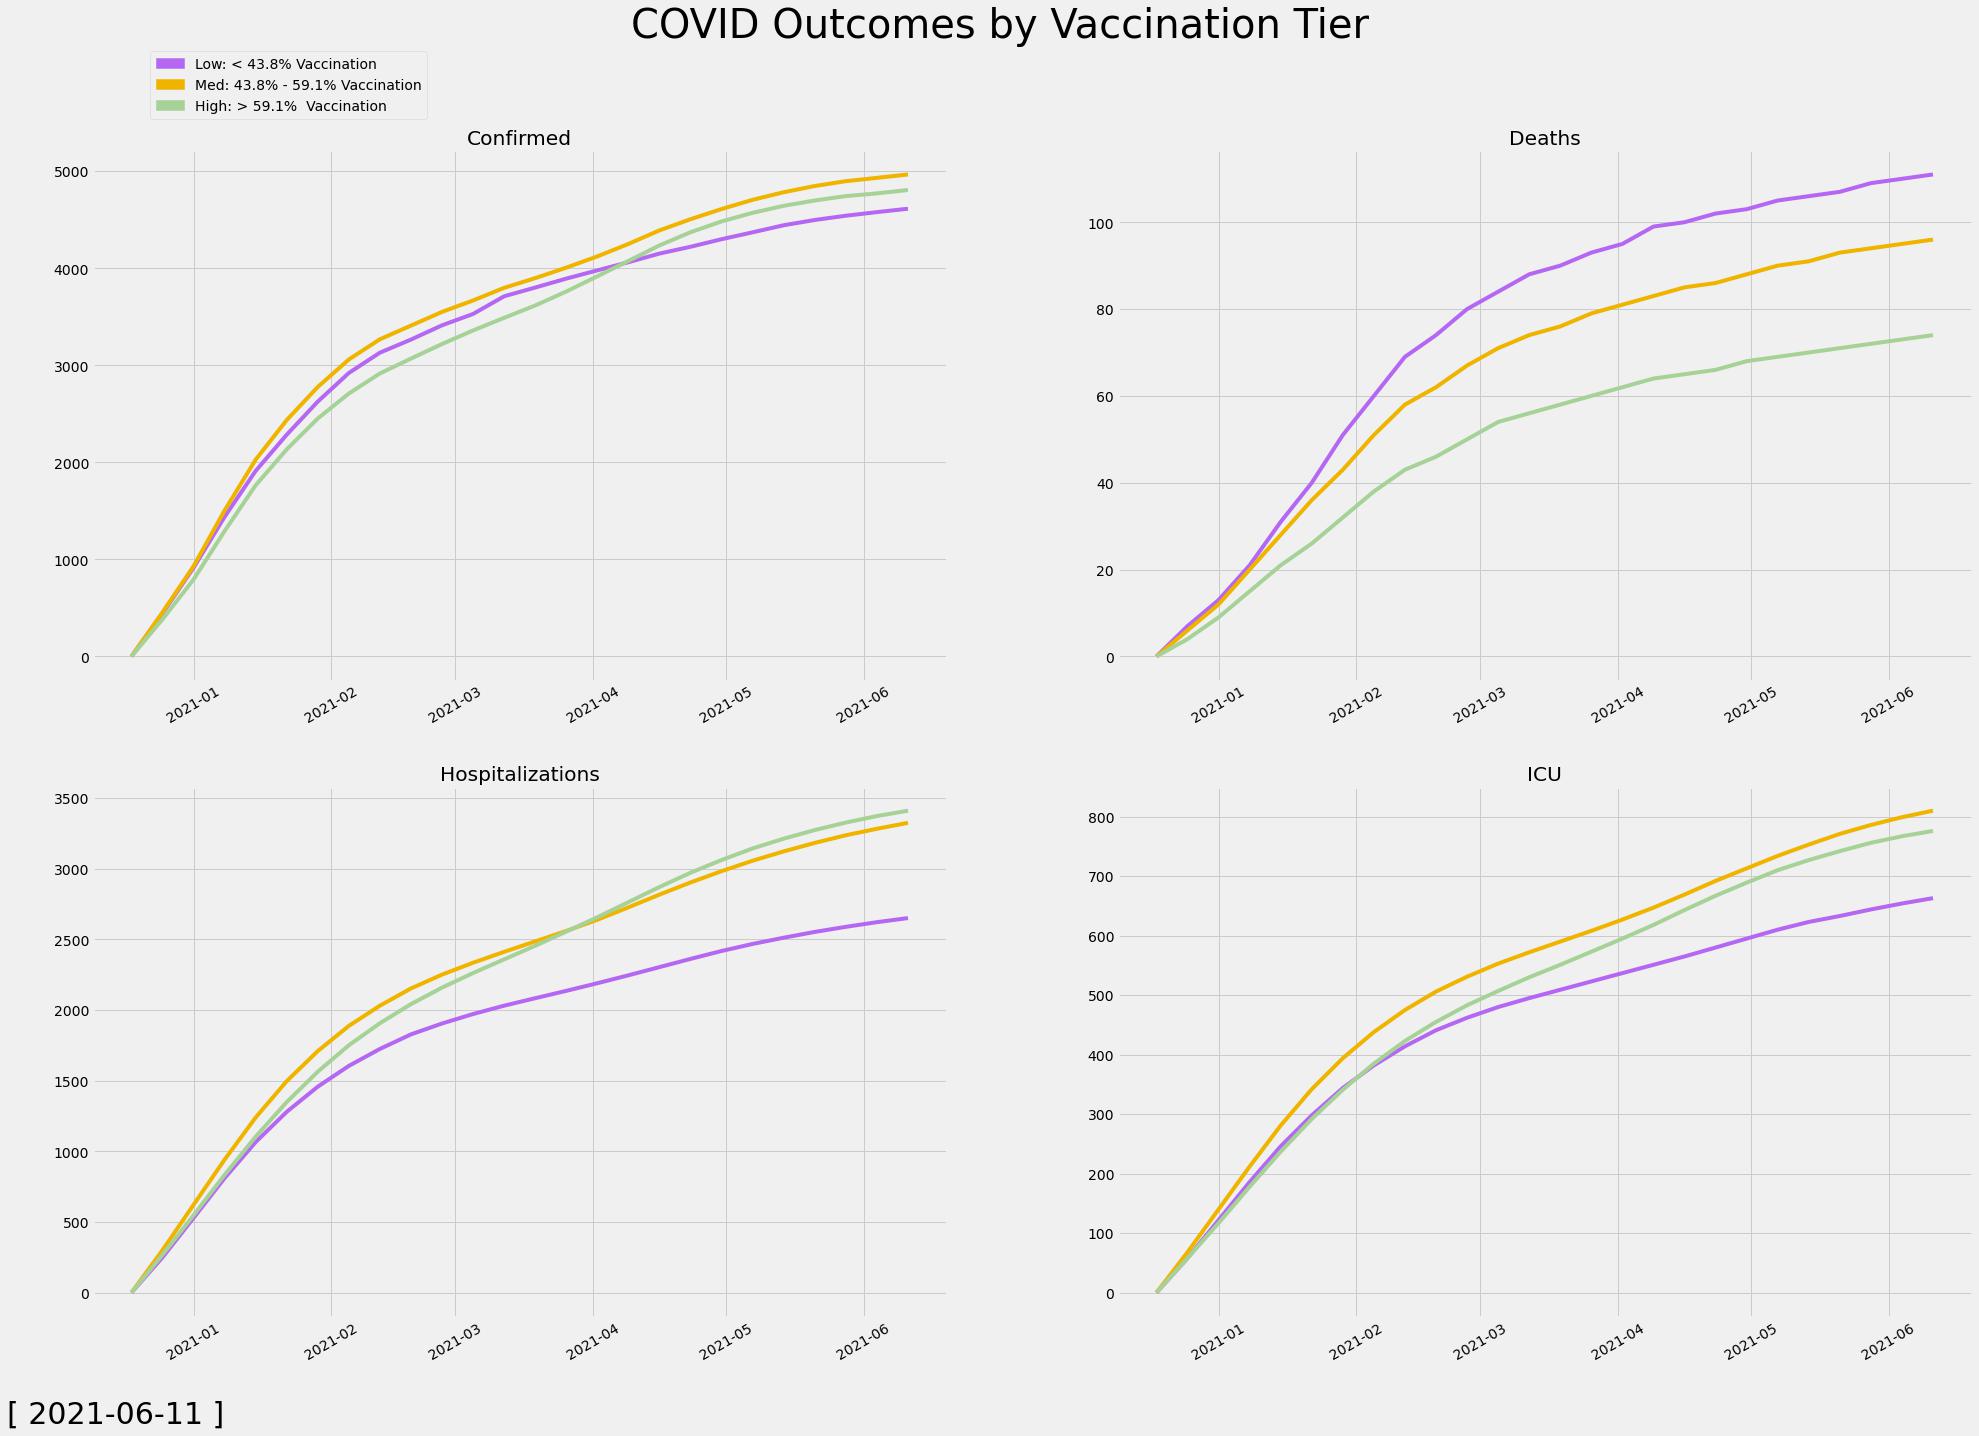 COVID Outcomes by Vaccination Tier
Low: < 43.8% Vaccination
Med: 43.8% - 59.1% Vaccination
High: > 59.1%  Vaccination
Confirmed
5000
4000
3000
2000
1000
0
2021-01 2021-02 2021-03 2021-04 2021-05 2021-06
Deaths
100
80
60
40
20
0
2021-01 2021-02 2021-03 2021-04 2021-05 2021-06
Hospitalizations
3500
3000
2500
2000
1500
1000
500
0
2021-01 2021-02 2021-03 2021-04 2021-05 2021-06
ICU
800
700
600
500
400
300
200
100
0
2021-01 2021-02 2021-03 2021-04 2021-05 2021-06
[ 2021-06-11 ]